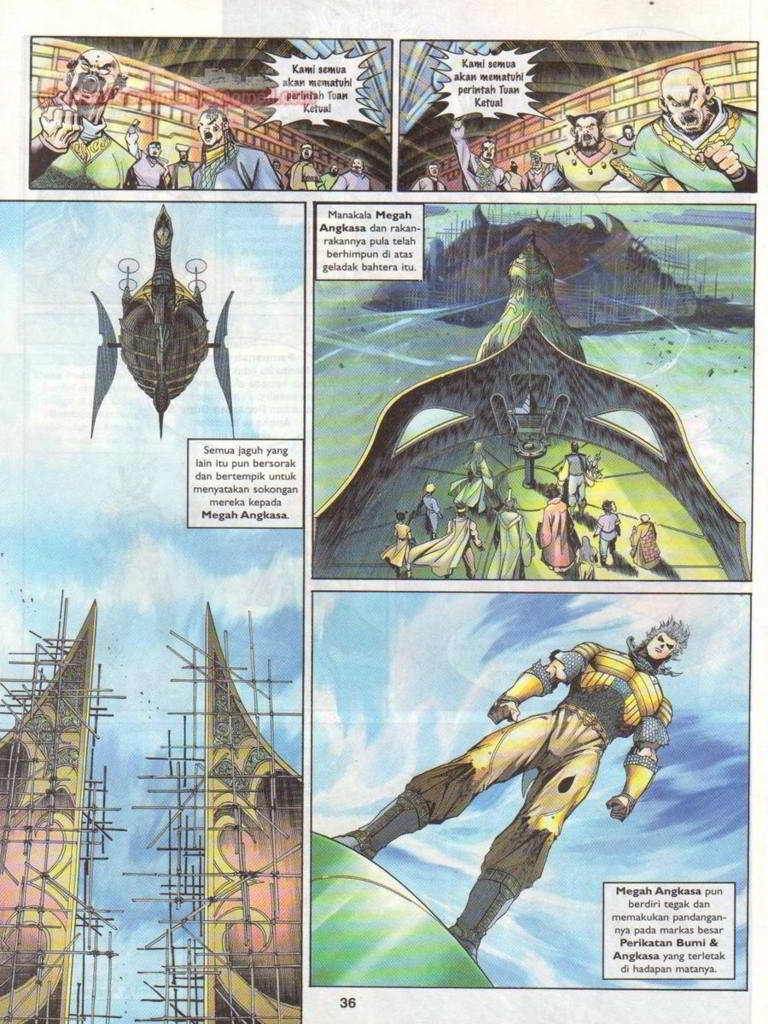 Kami semua
akan mematuhi
perintah Tuan
Ketua!
Kami semua
akan mematuhi
perintah Tuan
Ketua!
Semua jaguh yang
lain itu pun bersorak
dan bertempik untuk
menyatakan sokongan
mereka kepada
Megah Angkasa.
Manakala Megah
Angkasa dan rakan-
rakannya pula telah
berhimpun di atas
geladak bahtera itu.
Megah Angkasa pun
berdiri tegak dan
memakukan pandangan-
nya pada markas besar
Perikatan Bumi &
Angkasa yang terletak
di hadapan matanya.
36